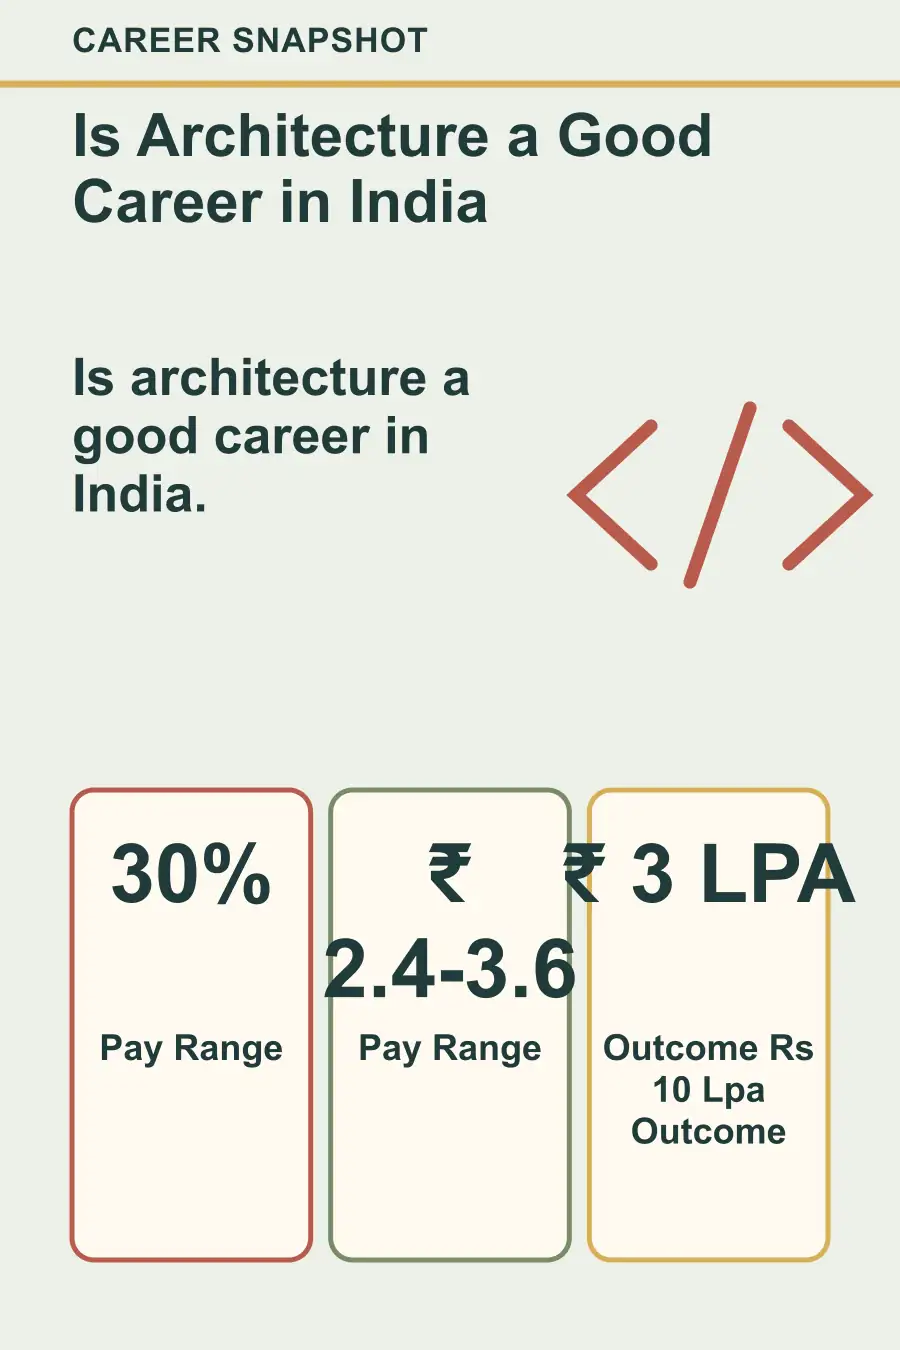 CAREER SNAPSHOT
Is Architecture a Good
Career in India
Is architecture a
good career in
India.
30%
Pay Range
₹
2.4-3.6
Pay Range
₹ 3 LPA
Outcome Rs
10 Lpa
Outcome